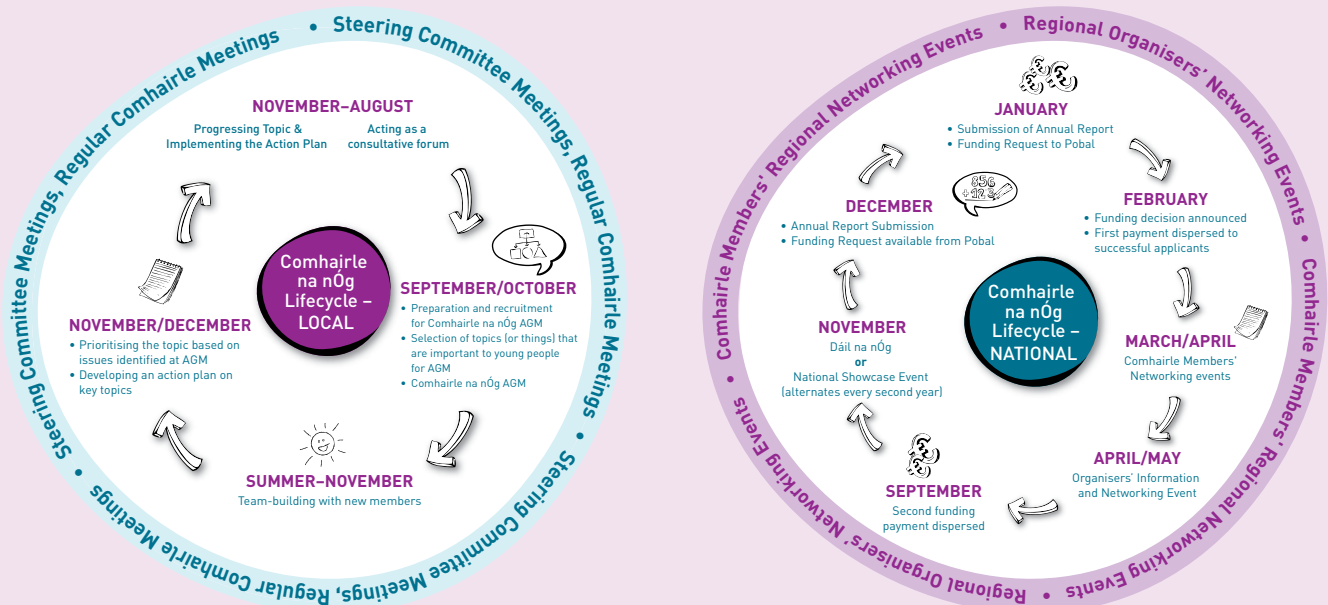 Steering Committee Meetings, Regular Comhairle Meetings • Steering Committee Meetings, Regular Comhairle Meetings • Steering Committee Meetings, Regular Comhairle Meetings •
NOVEMBER–AUGUST
Progressing Topic &
Implementing the Action Plan
Acting as a
consultative forum
SEPTEMBER/OCTOBER
• Preparation and recruitment
for Comhairle na nÓg AGM
• Selection of topics (or things) that
are important to young people
for AGM
• Comhairle na nÓg AGM
SUMMER–NOVEMBER
Team-building with new members
NOVEMBER/DECEMBER
• Prioritising the topic based on
issues identified at AGM
• Developing an action plan on
key topics
Comhairle
na nÓg
Lifecycle –
LOCAL
Comhairle Members' Regional Networking Events • Regional Organisers' Networking Events • Comhairle Members' Regional Networking Events • Regional Organisers' Networking Events •
JANUARY
• Submission of Annual Report
• Funding Request to Pobal
FEBRUARY
• Funding decision announced
• First payment dispersed to
successful applicants
MARCH/APRIL
Comhairle Members'
Networking events
APRIL/MAY
Organisers' Information
and Networking Event
SEPTEMBER
Second funding
payment dispersed
NOVEMBER
Dáil na nÓg
or
National Showcase Event
(alternates every second year)
DECEMBER
• Annual Report Submission
• Funding Request available from Pobal
656
+123
Comhairle
na nÓg
Lifecycle –
NATIONAL